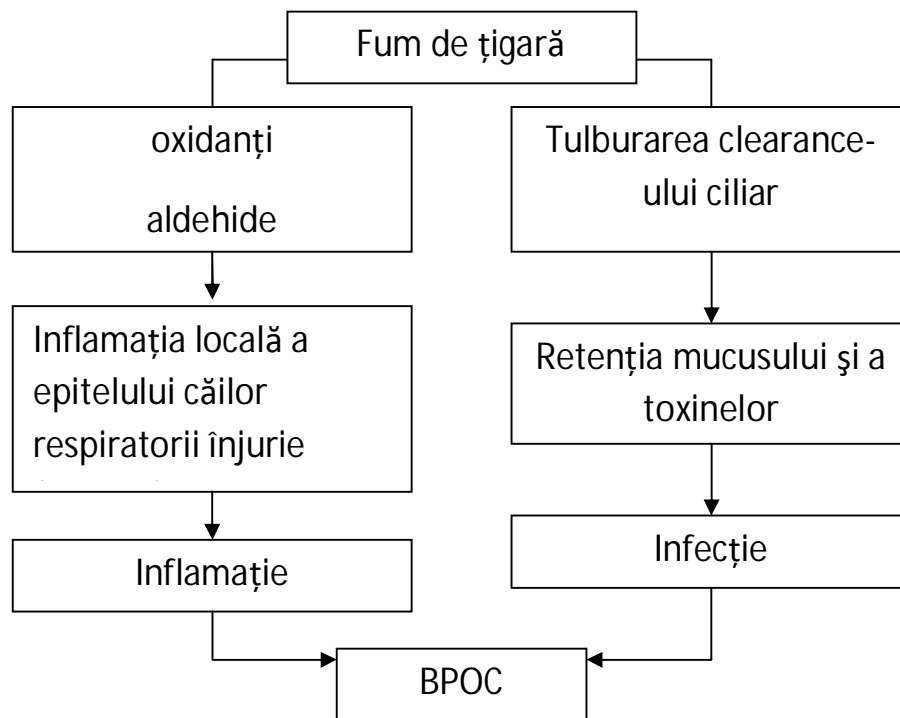 Fum de țigară
oxidanți
aldehide
Tulburarea clearance-
ului ciliar
Inflamația locală a
epitelului căilor
respiratorii înjurie
Retenția mucusului şi a
toxinelor
Inflamație
Infecție
BPOC